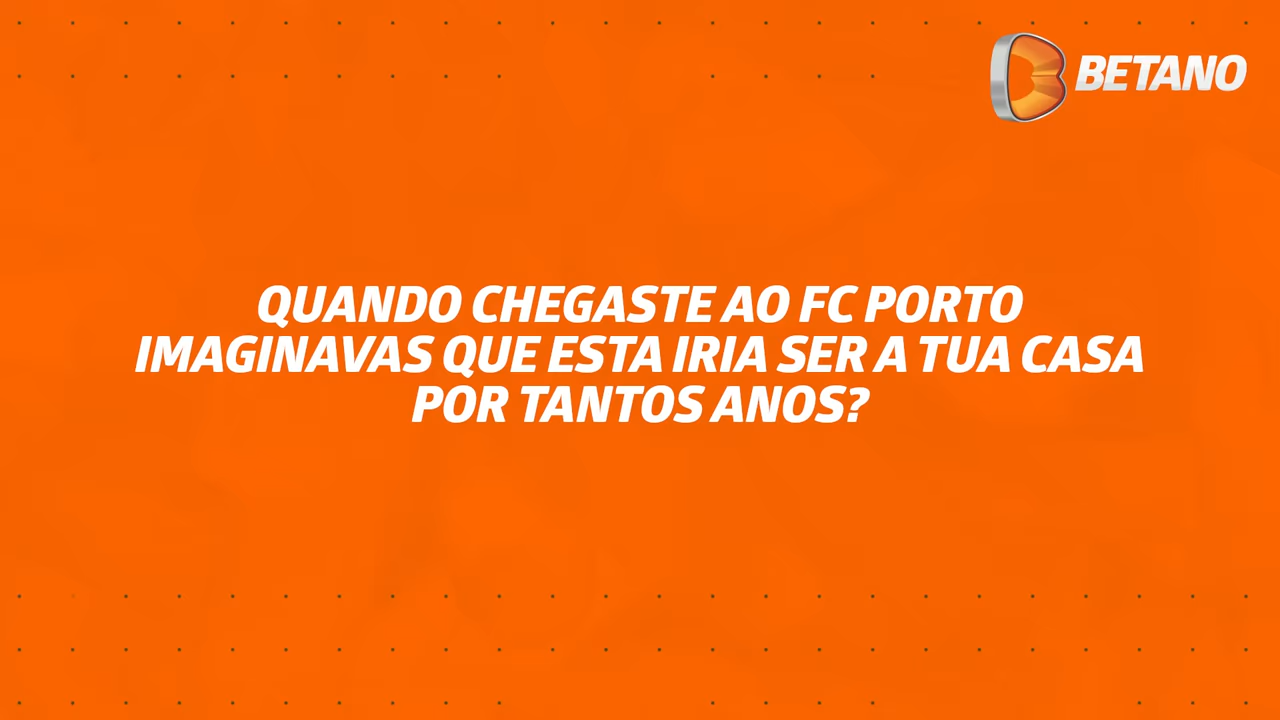 BETANO
QUANDO CHEGASTE AO FC PORTO
IMAGINAVAS QUE ESTA IRIA SER A TUA CASA
POR TANTOS ANOS?